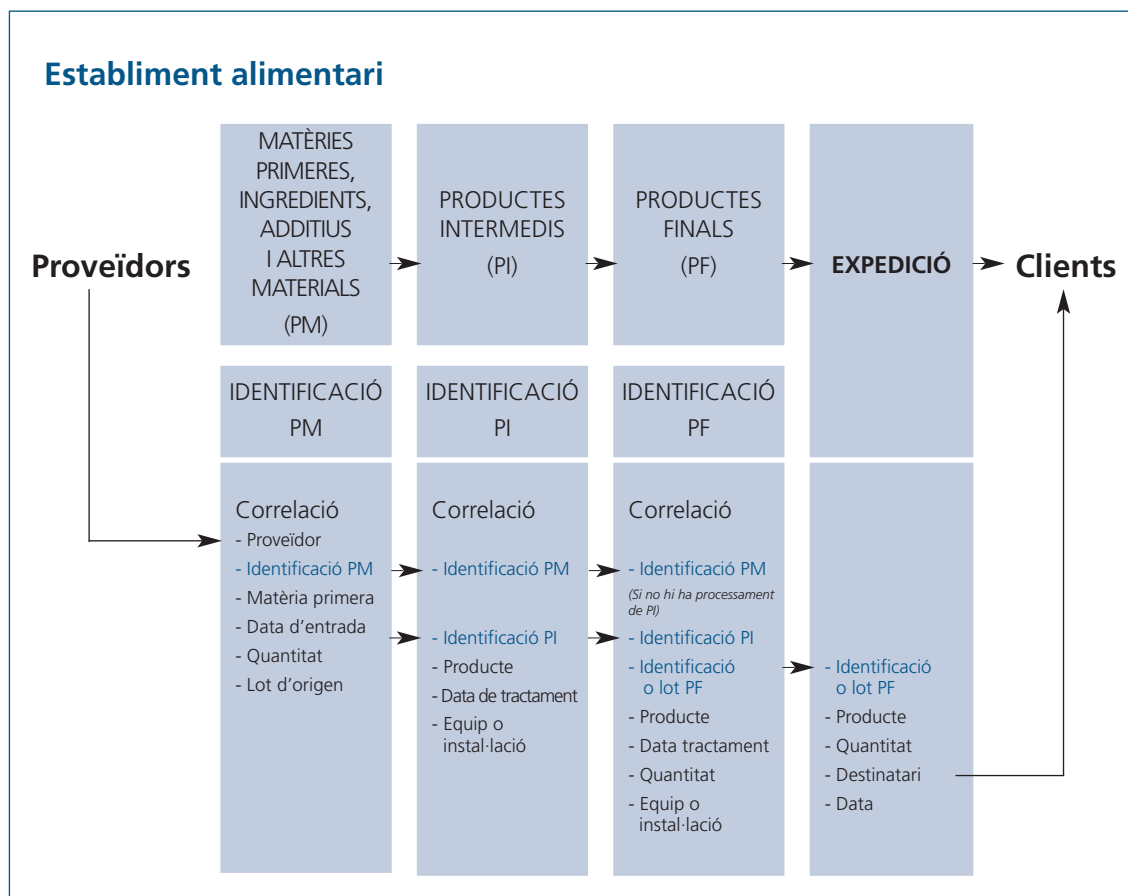 Establiment alimentari
Proveïdors
MATÈRIES
PRIMERES,
INGREDIENTS,
ADDITIUS
I ALTRES
MATERIALS
(PM)
PRODUCTES
INTERMEDIS
(PI)
PRODUCTES
FINALS
(PF)
EXPEDICIÓ
Clients
IDENTIFICACIÓ
PM
IDENTIFICACIÓ
PI
IDENTIFICACIÓ
PF
Correlació
- Proveïdor
- Identificació PM
- Matèria primera
- Data d’entrada
- Quantitat
- Lot d’origen
Correlació
- Identificació PM
- Identificació PI
- Producte
- Data de tractament
- Equip o
instal·lació
Correlació
- Identificació PM
(Si no hi ha processament
de PI)
- Identificació PI
- Identificació
o lot PF
- Producte
- Data tractament
- Quantitat
- Equip o
instal·lació
- Identificació
o lot PF
- Producte
- Quantitat
- Destinatari
- Data